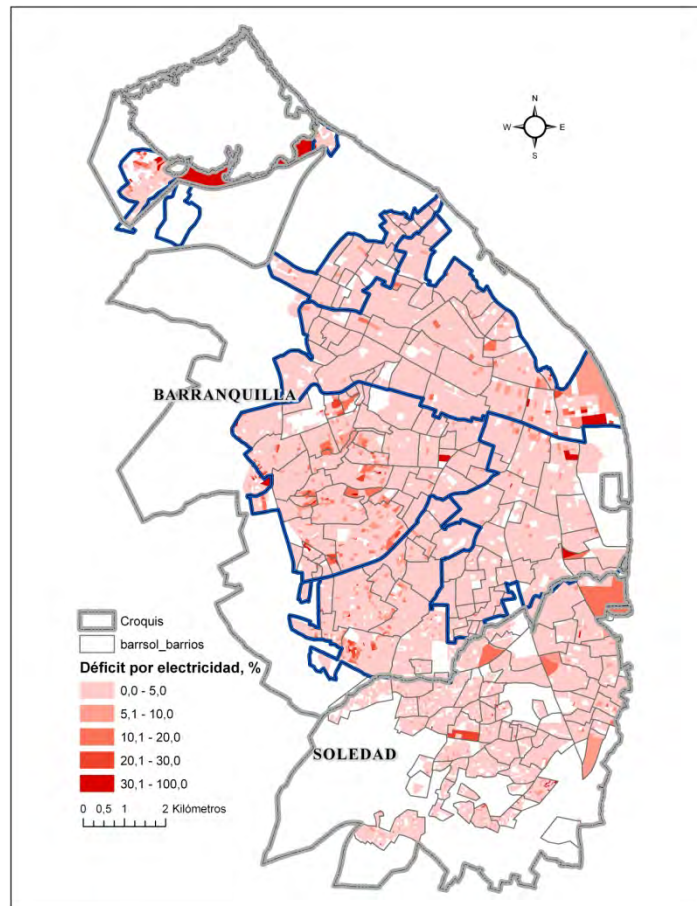 N
W E
S
BARRANQUILLA
Croquis
barrsol_barrios
Déficit por electricidad, %
0,0 - 5,0
5,1 - 10,0
10,1 - 20,0
20,1 - 30,0
30,1 - 100,0
0 0,5 1 2 Kilómetros
SOLEDAD